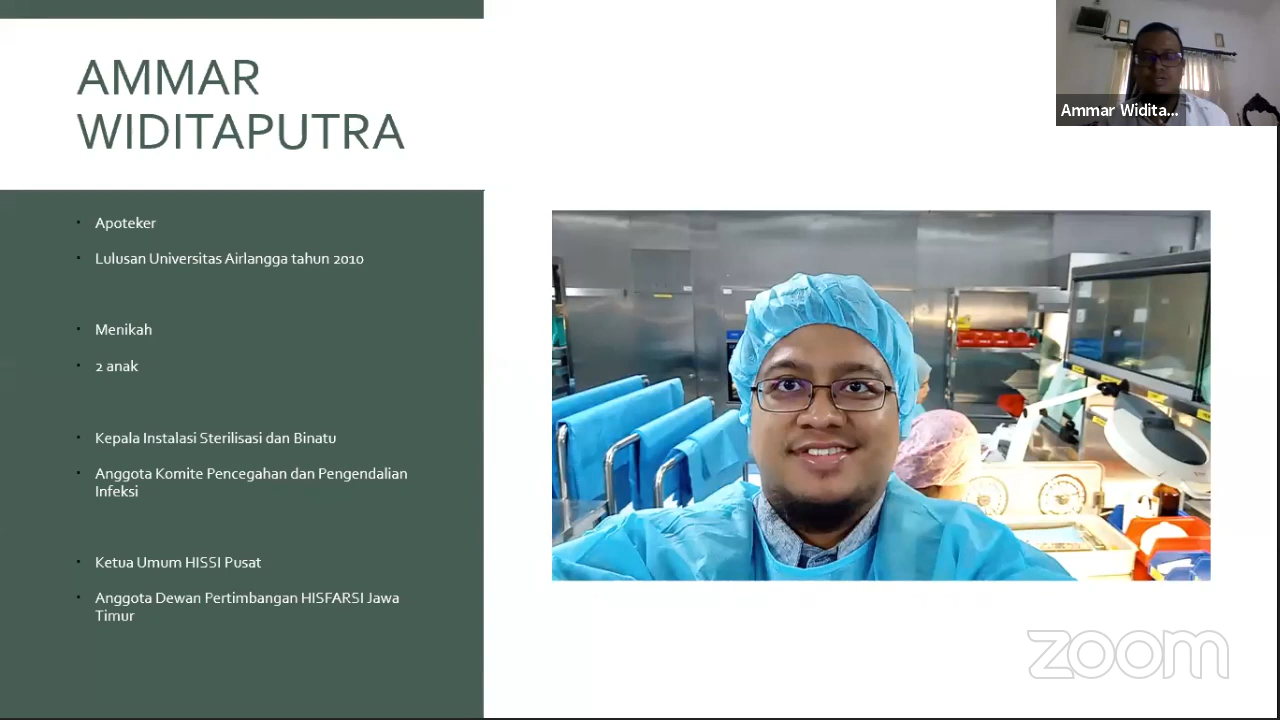 AMMAR
WIDITAPUTRA
Apoteker
Lulusan Universitas Airlangga tahun 2010
Menikah
2 anak
Kepala Instalasi Sterilisasi dan Binatu
Anggota Komite Pencegahan dan Pengendalian
Infeksi
Ketua Umum HISSI Pusat
Anggota Dewan Pertimbangan HISFARSI Jawa
Timur
Ammar Widita...
zoom